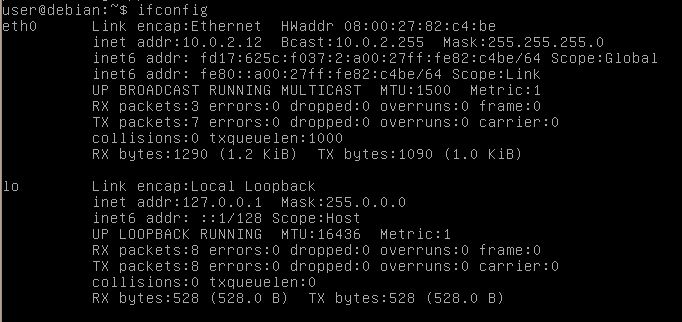 user@debian:~$ ifconfig
eth0      Link encap:Ethernet  HWaddr 08:00:27:82:c4:be
          inet addr:10.0.2.12  Bcast:10.0.2.255  Mask:255.255.255.0
          inet6 addr: fd17:625c:f037:2:a00:27ff:fe82:c4be/64 Scope:Global
          inet6 addr: fe80::a00:27ff:fe82:c4be/64 Scope:Link
          UP BROADCAST RUNNING MULTICAST  MTU:1500  Metric:1
          RX packets:3 errors:0 dropped:0 overruns:0 frame:0
          TX packets:7 errors:0 dropped:0 overruns:0 carrier:0
          collisions:0 txqueuelen:1000
          RX bytes:1290 (1.2 KiB)  TX bytes:1090 (1.0 KiB)
lo        Link encap:Local Loopback
          inet addr:127.0.0.1  Mask:255.0.0.0
          inet6 addr: ::1/128 Scope:Host
          UP LOOPBACK RUNNING  MTU:16436  Metric:1
          RX packets:8 errors:0 dropped:0 overruns:0 frame:0
          TX packets:8 errors:0 dropped:0 overruns:0 carrier:0
          collisions:0 txqueuelen:0
          RX bytes:528 (528.0 B)  TX bytes:528 (528.0 B)